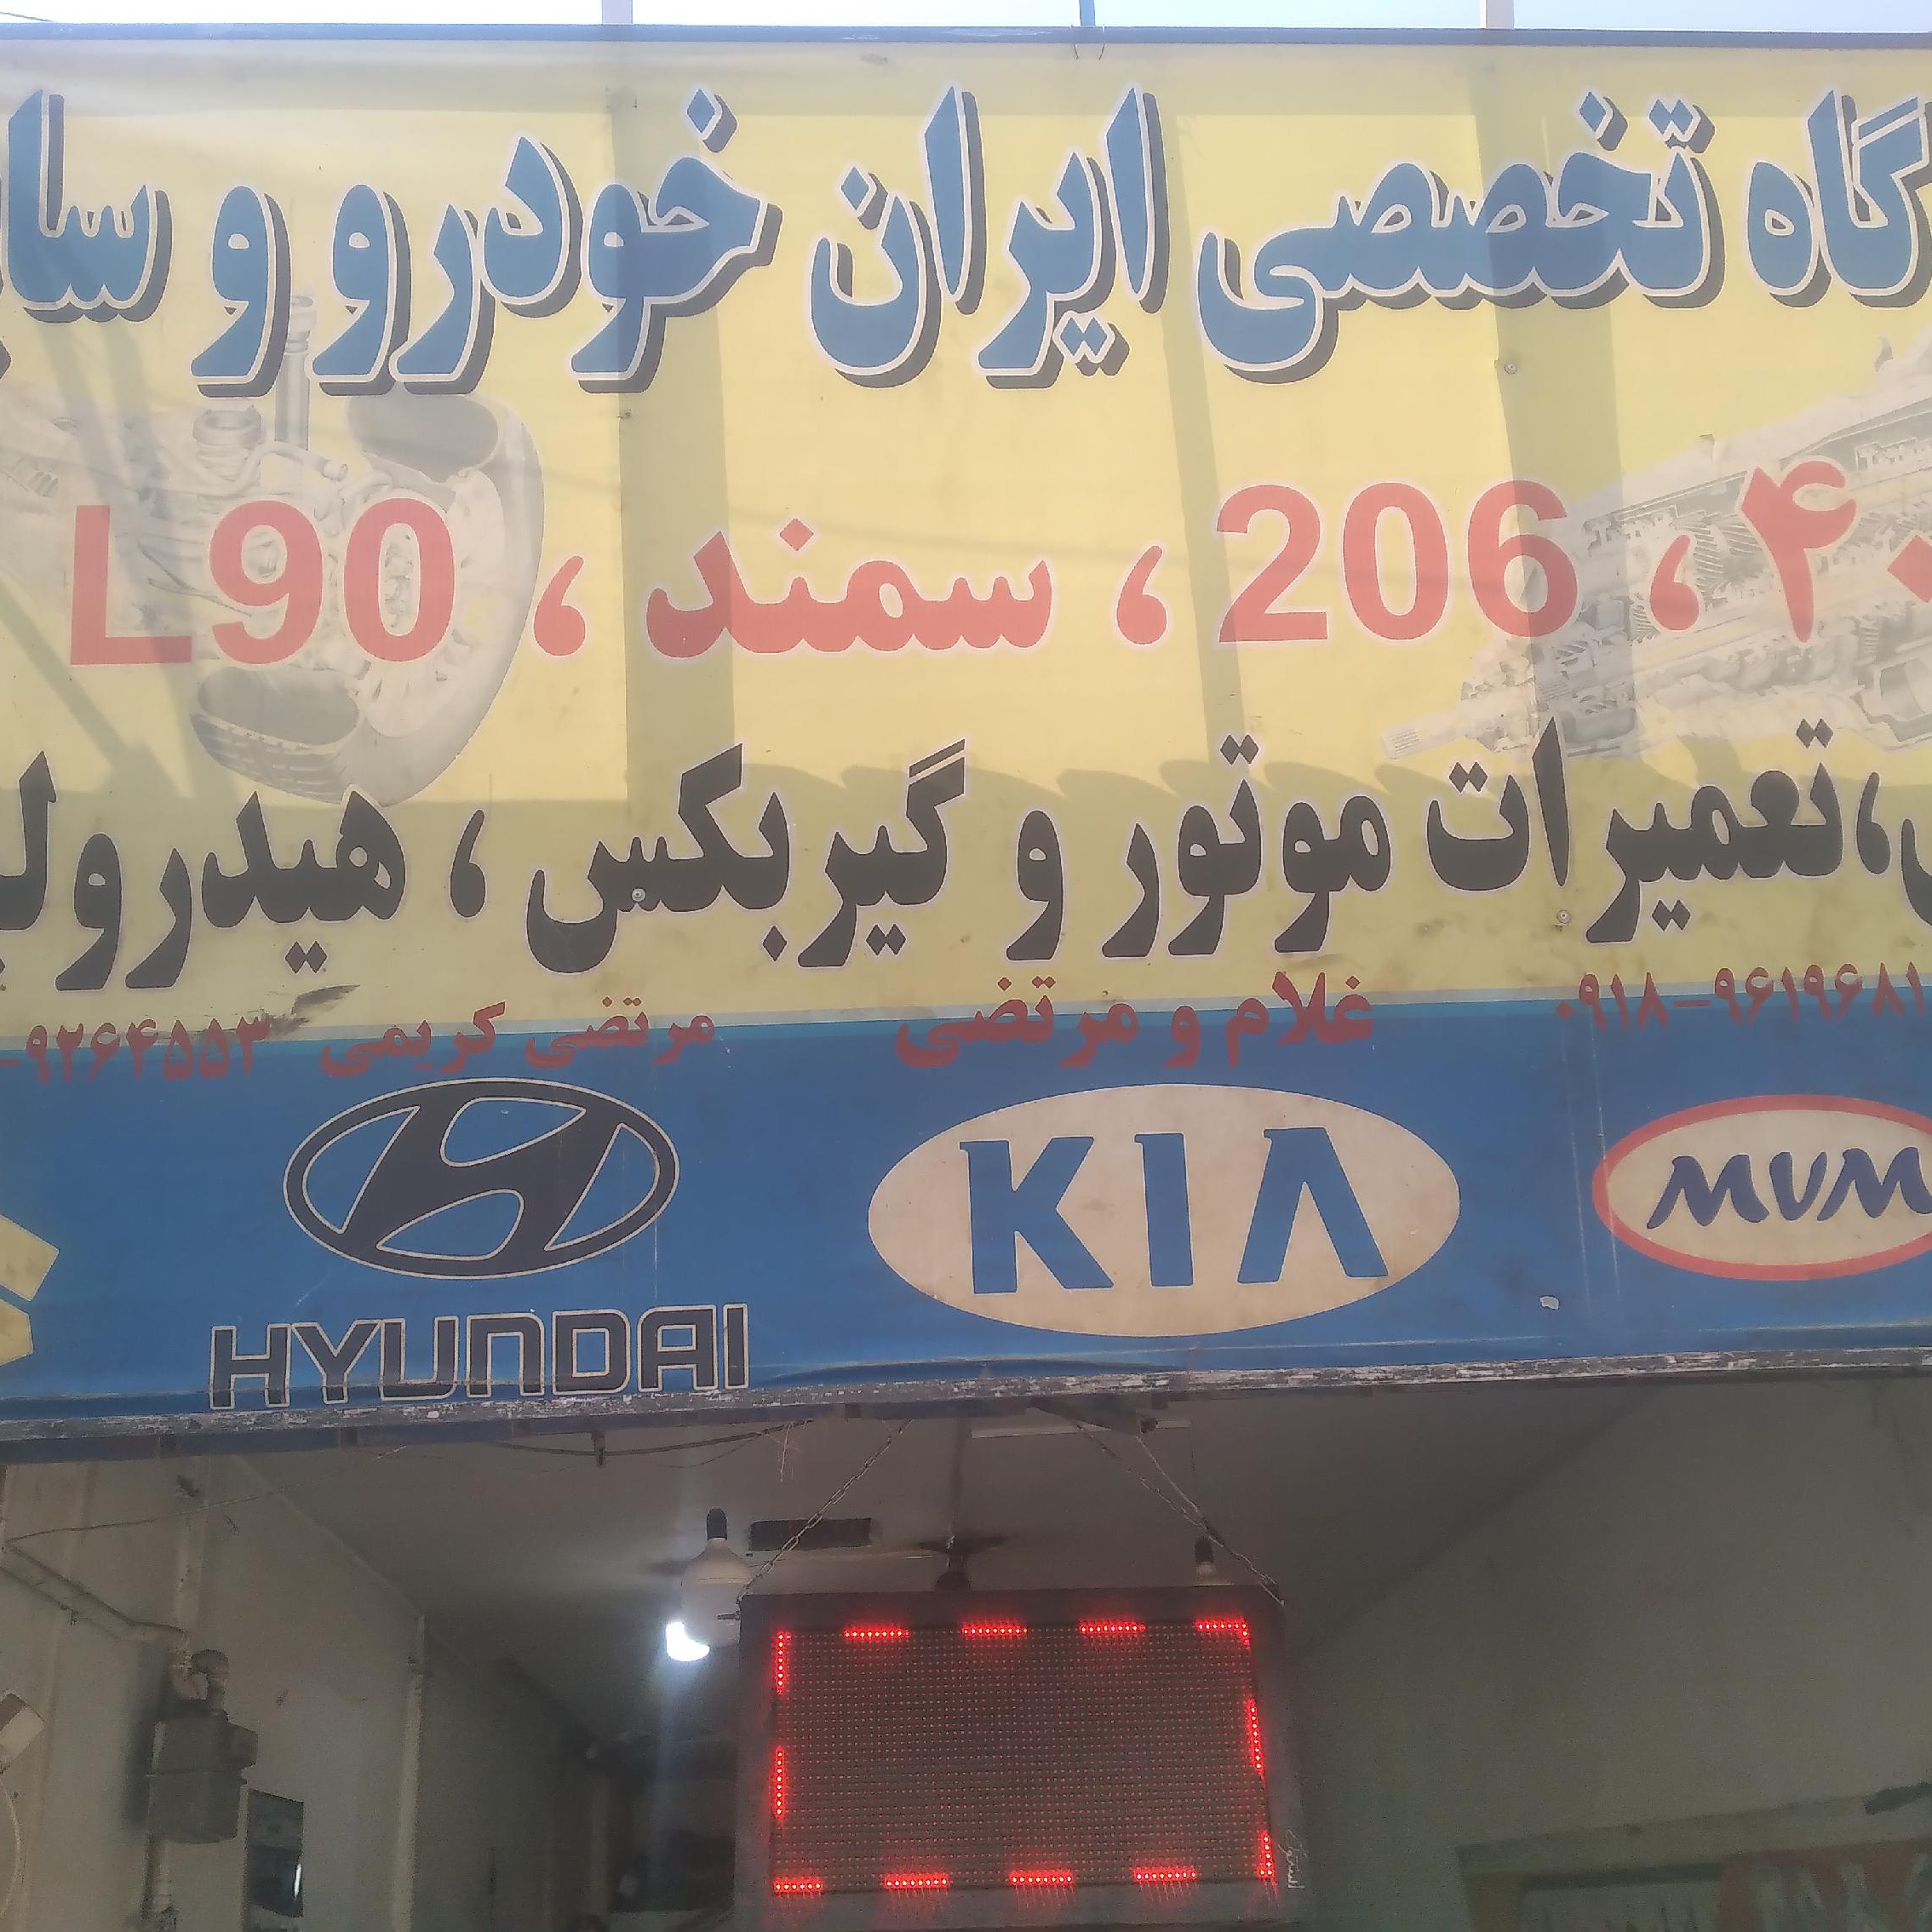 گاه تخصصی ایران خودرو و سا
۴۰، 206، سمند، L90
، تعمیرات موتور و گیربکس، هیدرول
۰۹۱۸-۹۶۱۹۶۸۱ غلام و مرتضی مرتضی کریمی ۹۲۶۴۵۵۳-
HYUNDAI KIA MVM